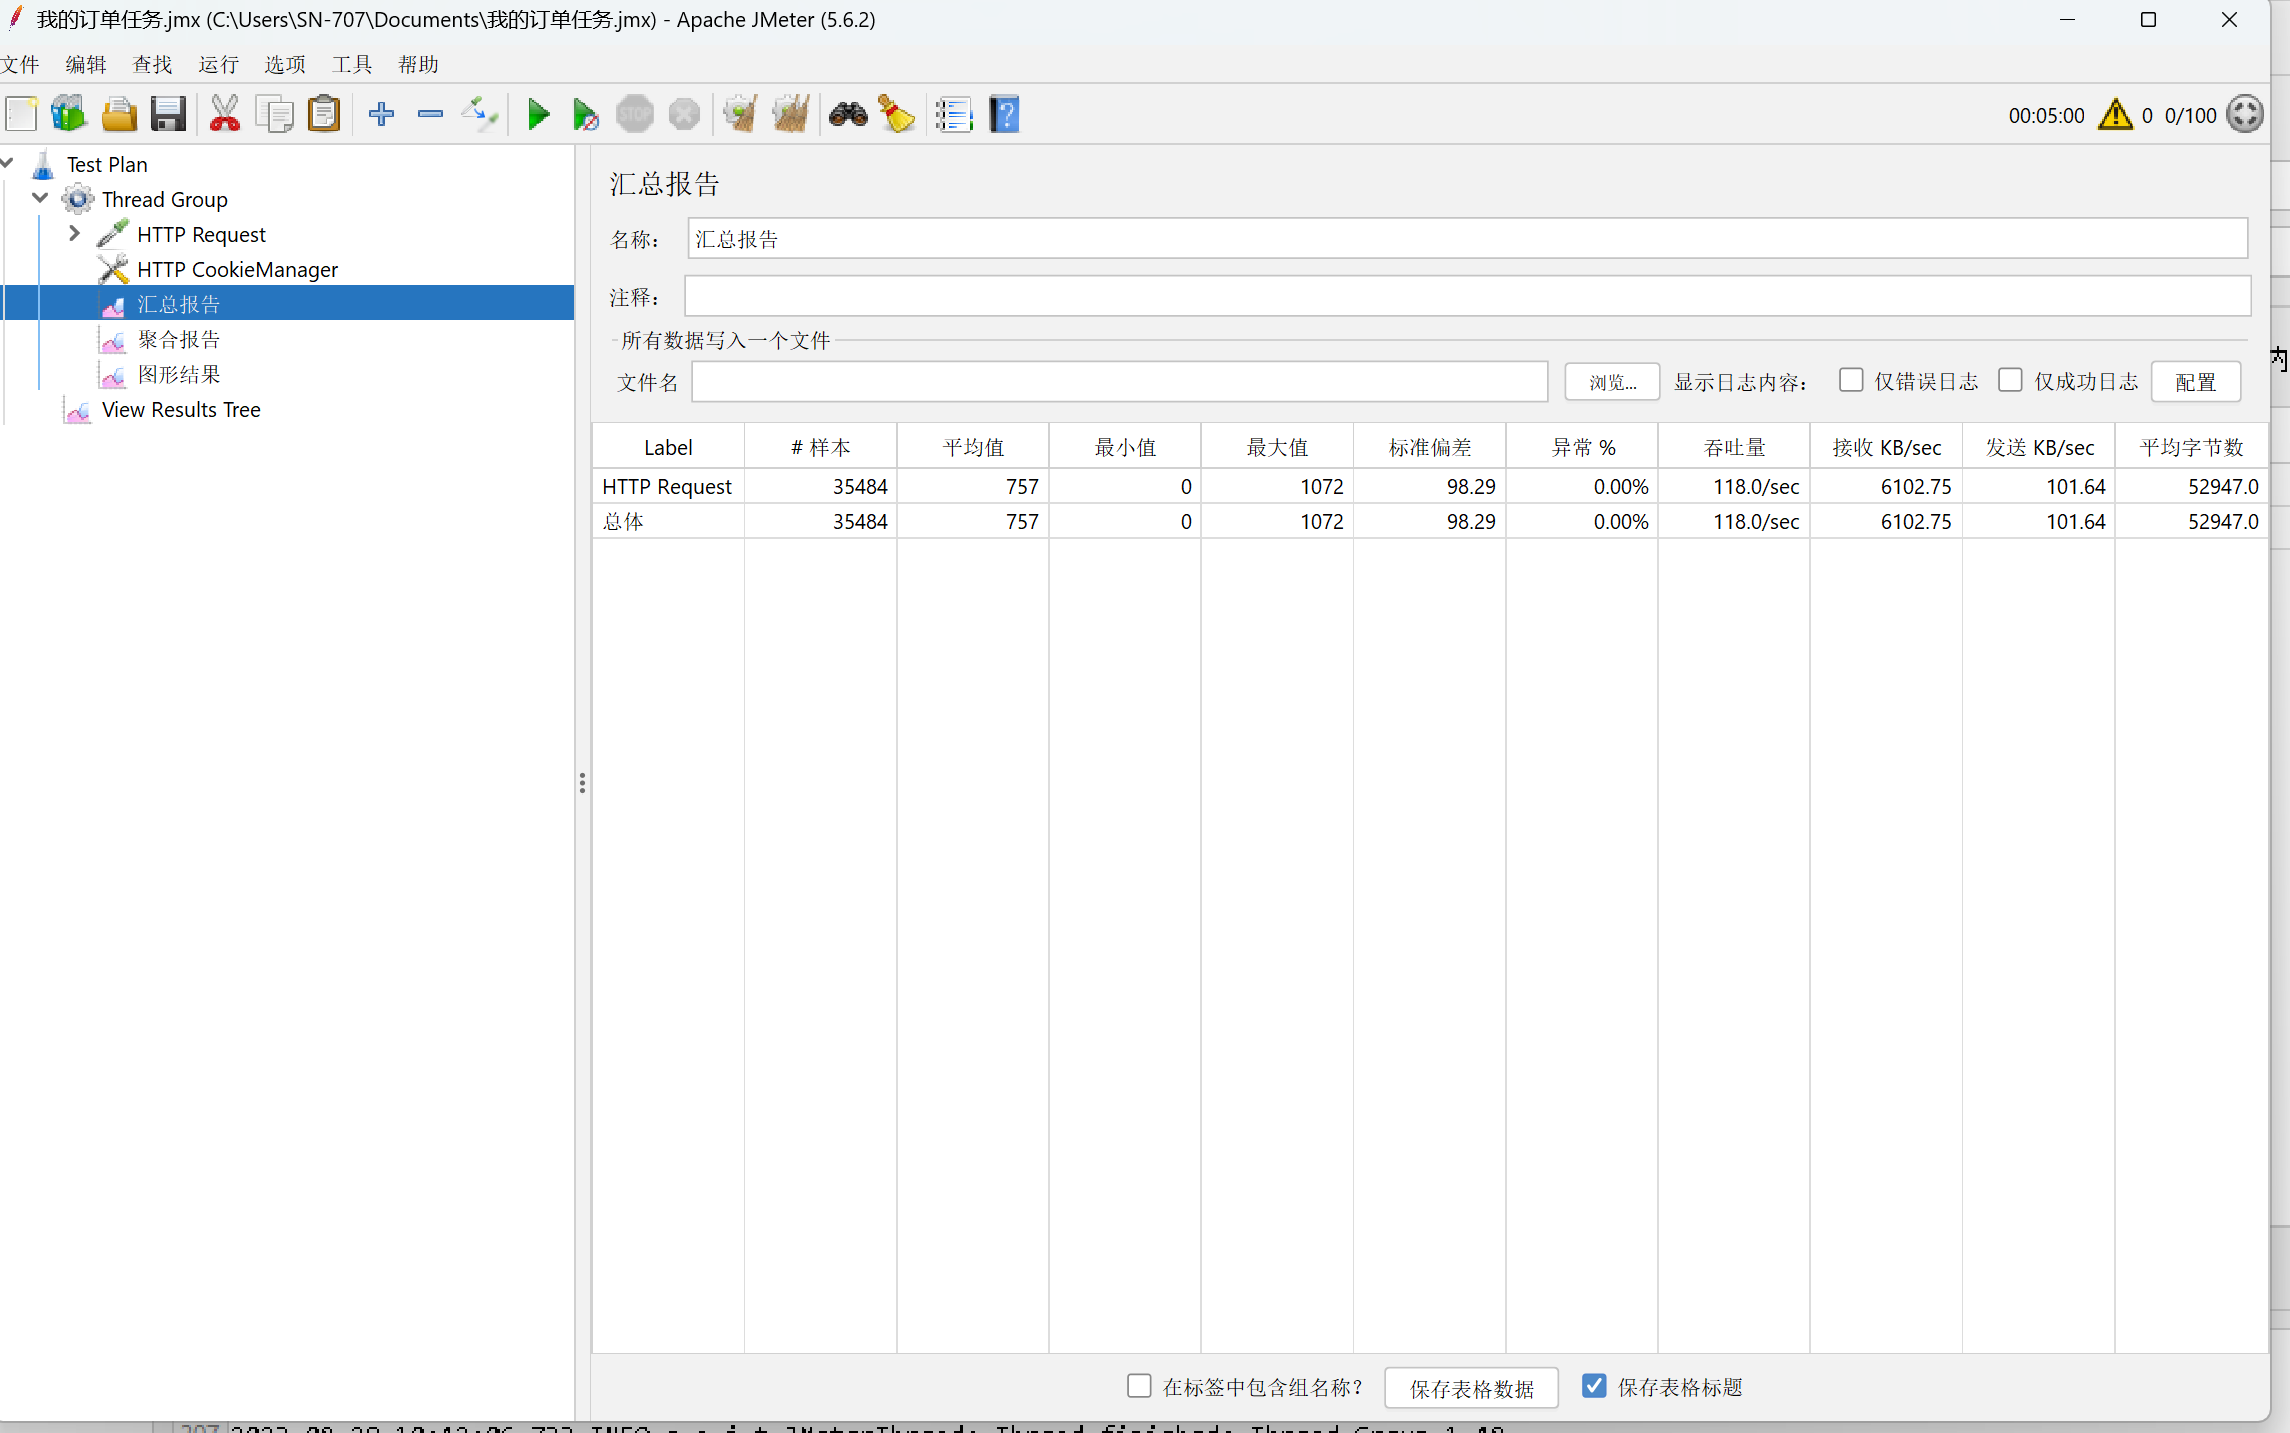 我的订单任务.jmx (C:\Users\SN-707\Documents\我的订单任务.jmx) - Apache JMeter (5.6.2)
文件 编辑 查找 运行 选项 工具 帮助
STOP
00:05:00 0 0/100
Test Plan
Thread Group
HTTP Request
HTTP CookieManager
汇总报告
聚合报告
图形结果
View Results Tree
汇总报告
名称： 汇总报告
注释：
所有数据写入一个文件
文件名 浏览... 显示日志内容： 仅错误日志 仅成功日志 配置
内
Label # 样本 平均值 最小值 最大值 标准偏差 异常 % 吞吐量 接收 KB/sec 发送 KB/sec 平均字节数
HTTP Request 35484 757 0 1072 98.29 0.00% 118.0/sec 6102.75 101.64 52947.0
总体 35484 757 0 1072 98.29 0.00% 118.0/sec 6102.75 101.64 52947.0
在标签中包含组名称？ 保存表格数据 保存表格标题